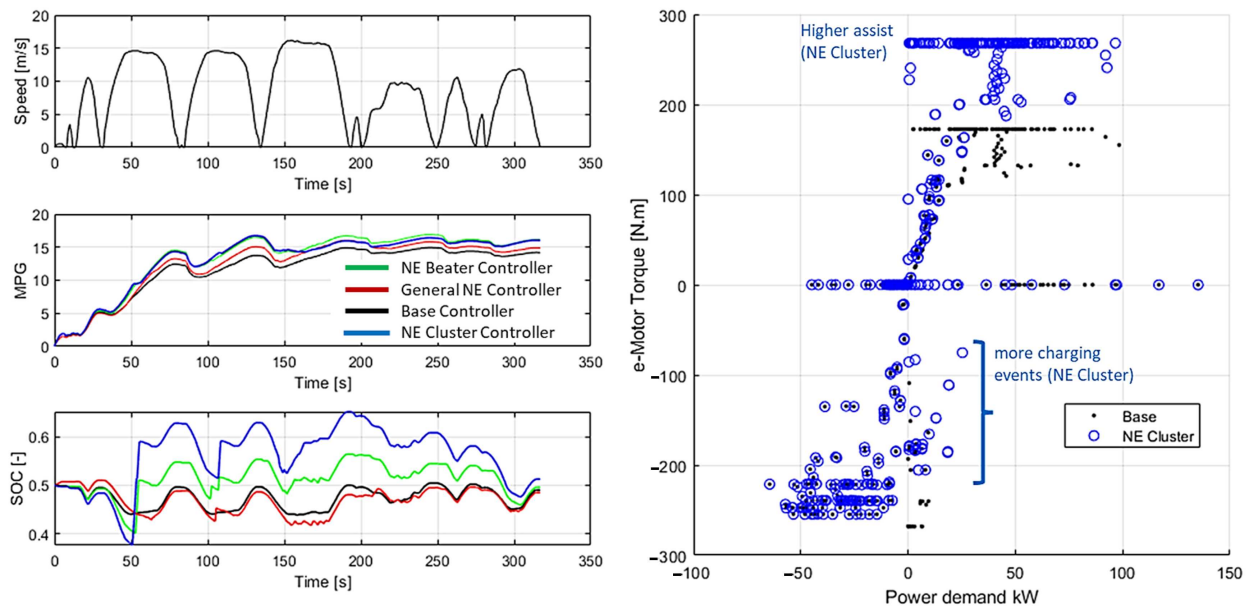 20
15
10
5
0
Speed [m/s]
0 50 100 150 200 250 300 350
Time [s]
20
15
10
5
0
MPG
NE Beater Controller
General NE Controller
Base Controller
NE Cluster Controller
0 50 100 150 200 250 300 350
Time [s]
0.6
0.5
0.4
SOC [-]
0 50 100 150 200 250 300 350
Time [s]
300
200
100
0
−100
−200
−300
e-Motor Torque [N.m]
Higher assist
(NE Cluster)
more charging
events (NE Cluster)
Base
NE Cluster
−100 −50 0 50 100 150
Power demand kW